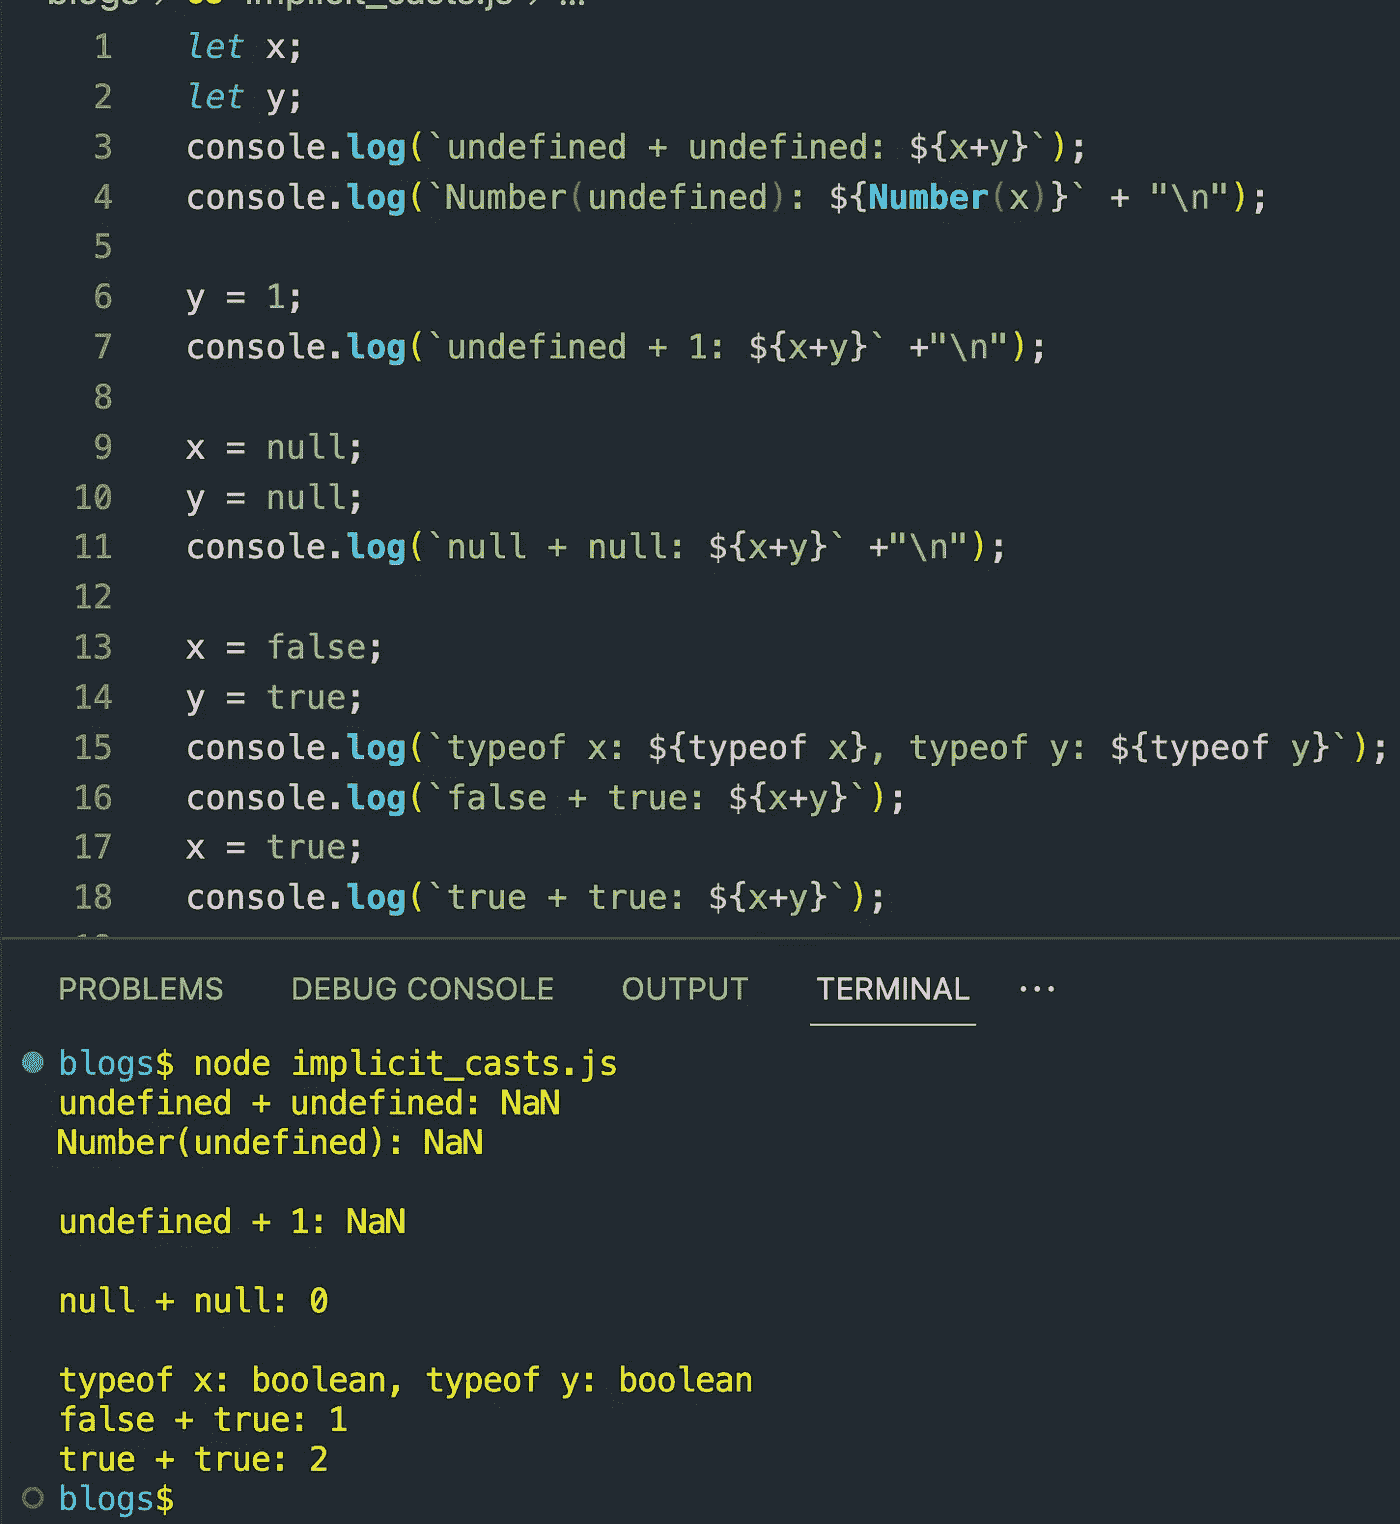 blogs > JS implicit_casts.js > ...
1 let x;
2 let y;
3 console.log(`undefined + undefined: ${x+y}`);
4 console.log(`Number(undefined): ${Number(x)}` + "\n");
5
6 y = 1;
7 console.log(`undefined + 1: ${x+y}` +"\n");
8
9 x = null;
10 y = null;
11 console.log(`null + null: ${x+y}` +"\n");
12
13 x = false;
14 y = true;
15 console.log(`typeof x: ${typeof x}, typeof y: ${typeof y}`);
16 console.log(`false + true: ${x+y}`);
17 x = true;
18 console.log(`true + true: ${x+y}`);
PROBLEMS DEBUG CONSOLE OUTPUT TERMINAL ...
blogs$ node implicit_casts.js
undefined + undefined: NaN
Number(undefined): NaN
undefined + 1: NaN
null + null: 0
typeof x: boolean, typeof y: boolean
false + true: 1
true + true: 2
blogs$